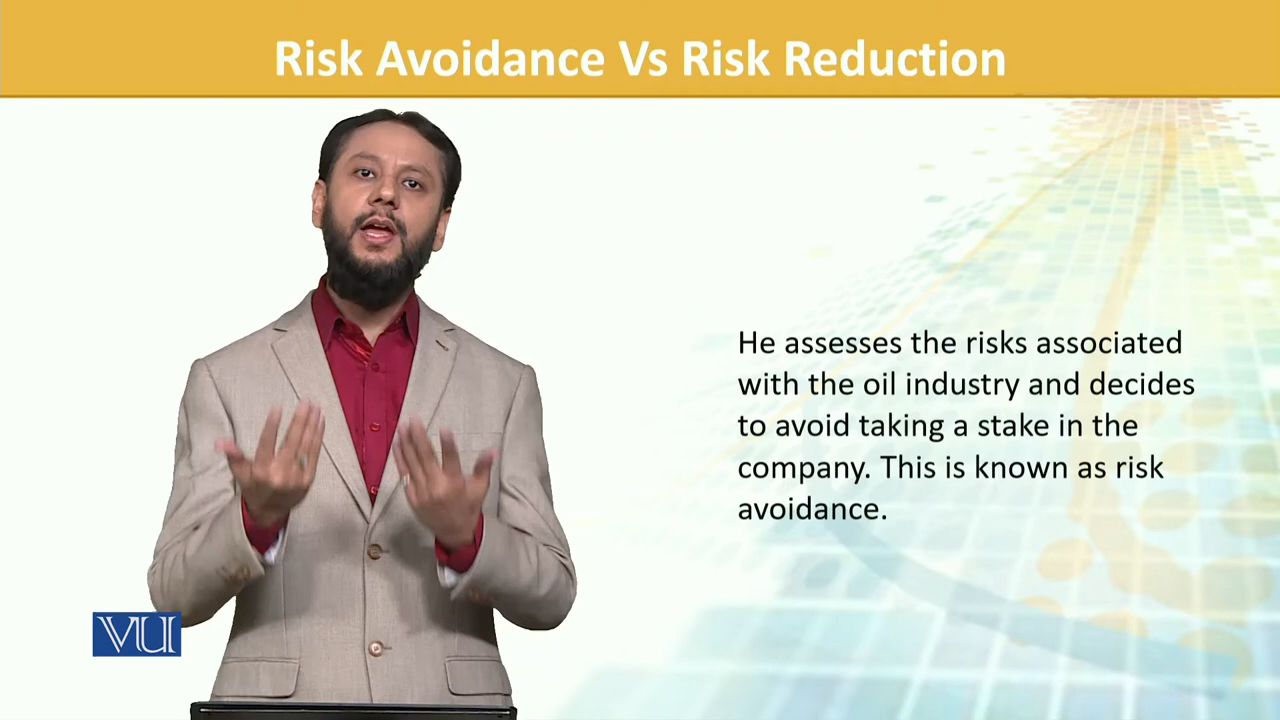 Risk Avoidance Vs Risk Reduction
He assesses the risks associated
with the oil industry and decides
to avoid taking a stake in the
company. This is known as risk
avoidance.
VU